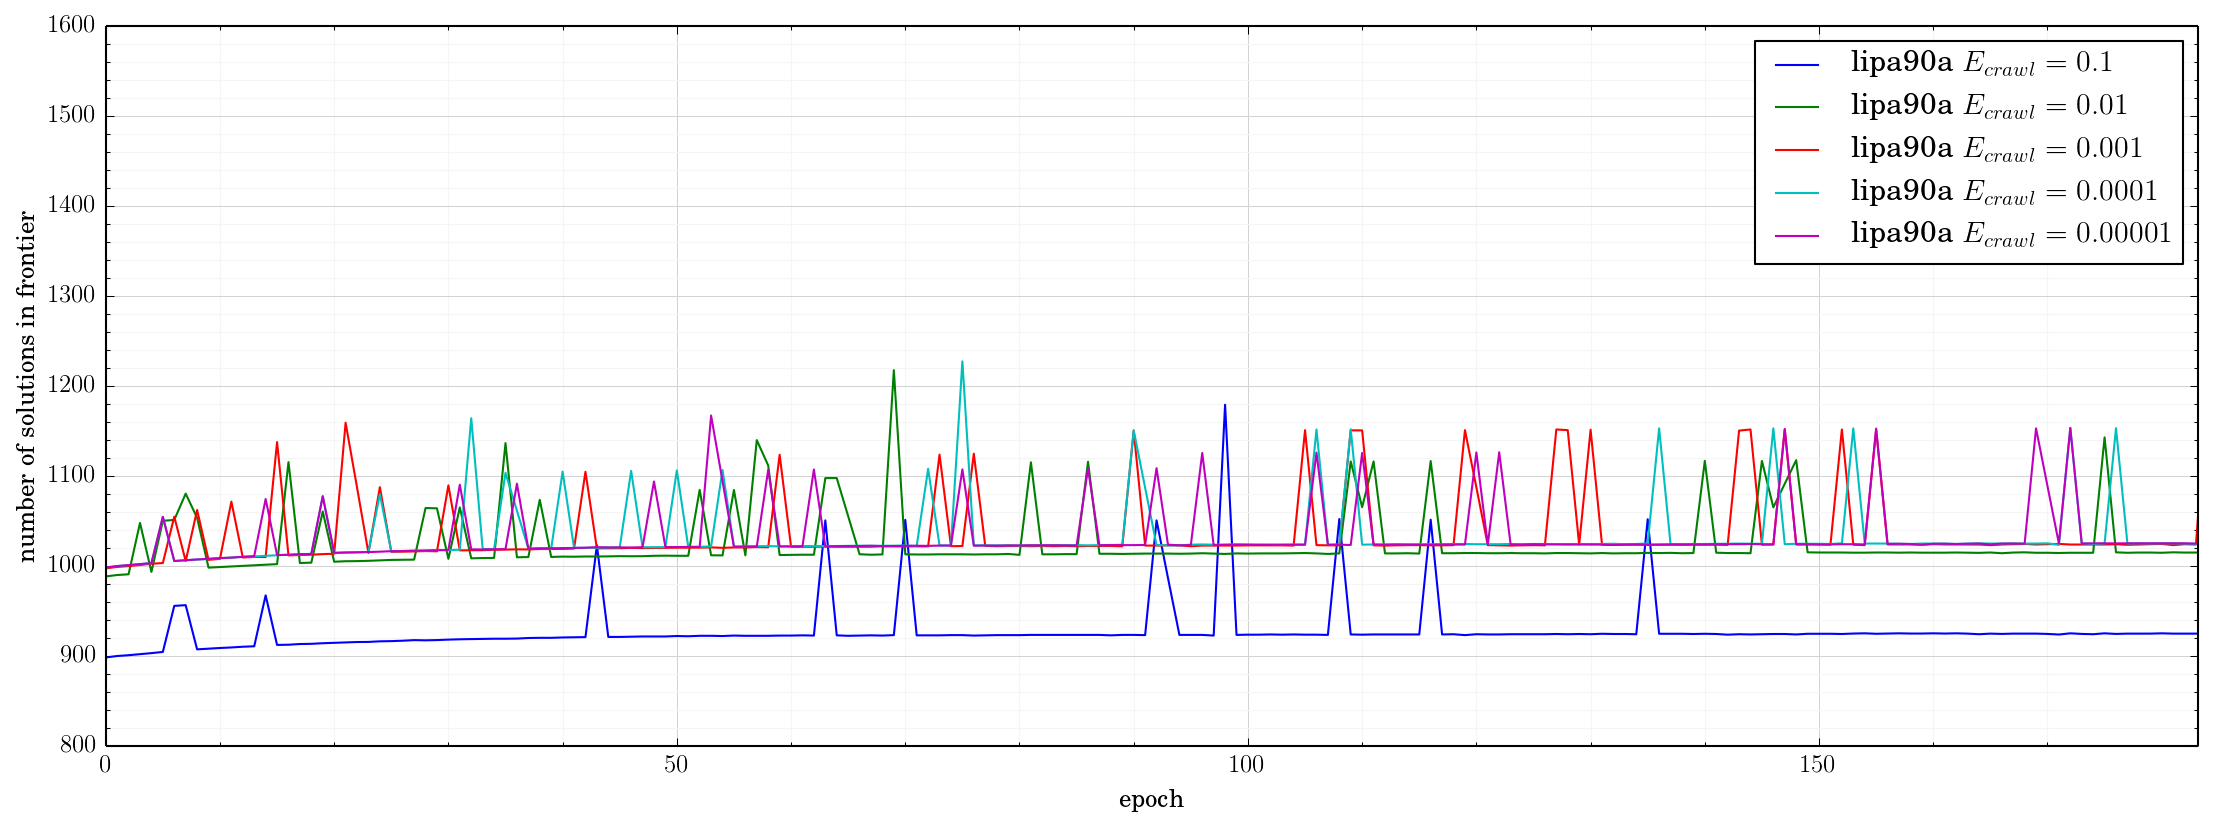 1600
1500
1400
1300
1200
1100
1000
900
800
number of solutions in frontier
0
50
100
150
epoch
lipa90a E_crawl = 0.1
lipa90a E_crawl = 0.01
lipa90a E_crawl = 0.001
lipa90a E_crawl = 0.0001
lipa90a E_crawl = 0.00001